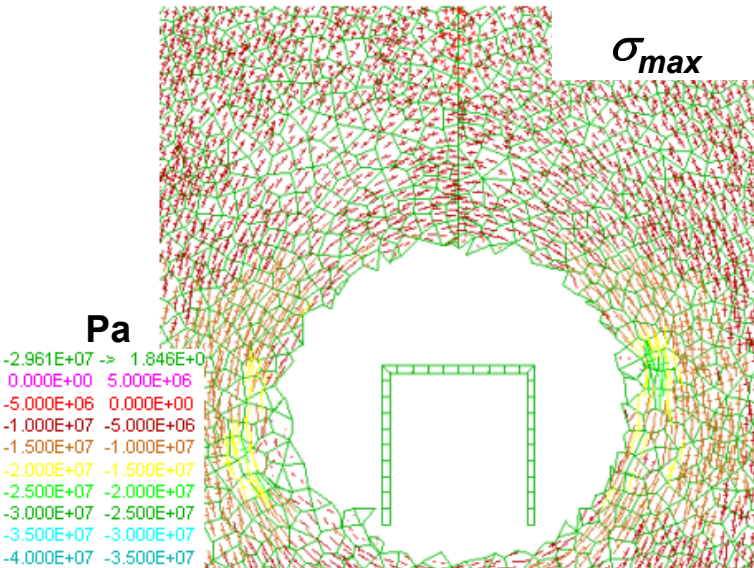 σmax
Pa
-2.961E+07 -> 1.846E+0
0.000E+00 5.000E+06
-5.000E+06 0.000E+00
-1.000E+07 -5.000E+06
-1.500E+07 -1.000E+07
-2.000E+07 -1.500E+07
-2.500E+07 -2.000E+07
-3.000E+07 -2.500E+07
-3.500E+07 -3.000E+07
-4.000E+07 -3.500E+07